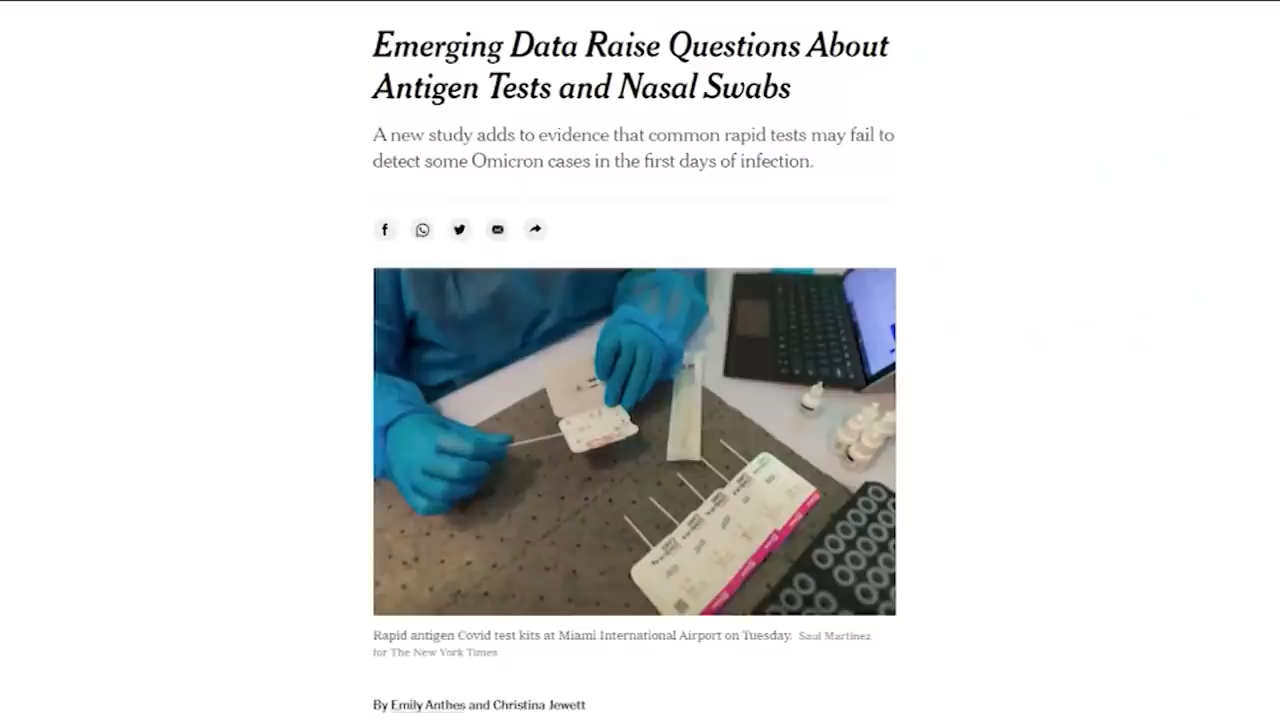 Emerging Data Raise Questions About
Antigen Tests and Nasal Swabs
A new study adds to evidence that common rapid tests may fail to
detect some Omicron cases in the first days of infection.
Rapid antigen Covid test kits at Miami International Airport on Tuesday. Saul Martinez
for The New York Times
By Emily Anthes and Christina Jewett